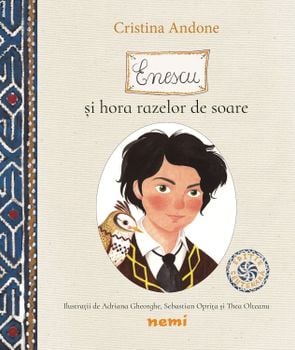 Cristina Andone
Enescu
și hora razelor de soare
Ilustrații de Adriana Gheorghe, Sebastian Oprița și Thea Olteanu
nemi